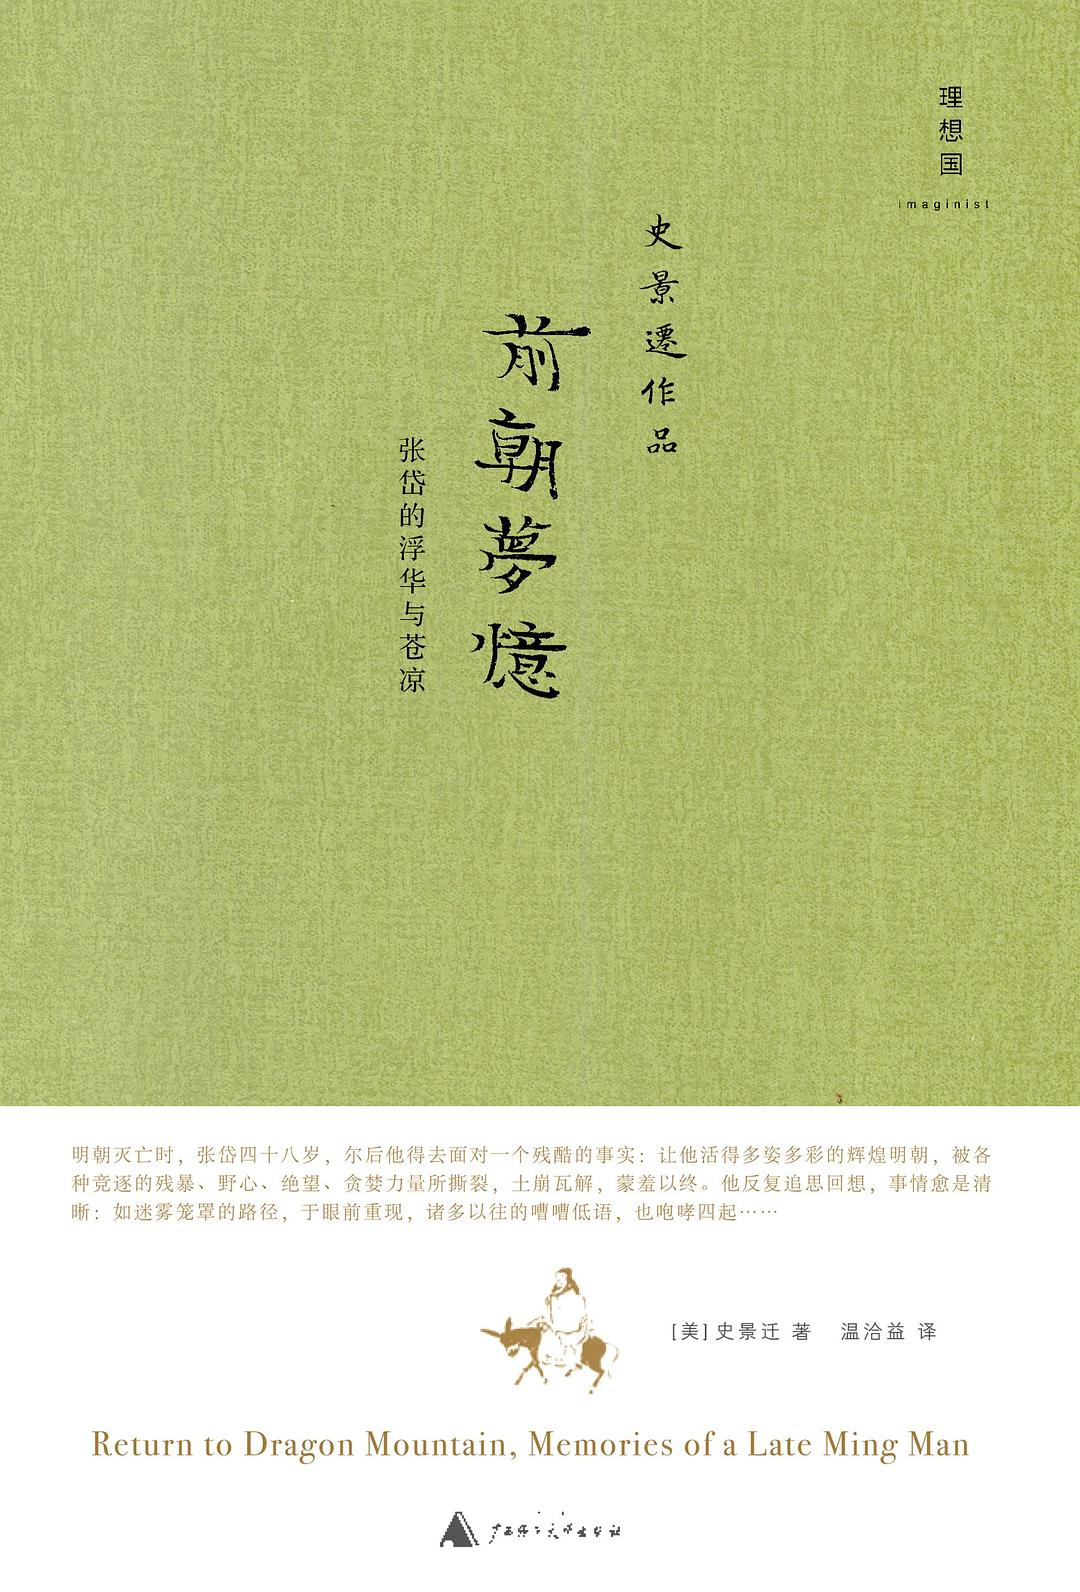 理想国
imaginist
史景遷作品
前朝夢憶
张岱的浮华与苍凉
明朝灭亡时，张岱四十八岁，尔后他得去面对一个残酷的事实：让他活得多姿多彩的辉煌明朝，被各
种竞逐的残暴、野心、绝望、贪婪力量所撕裂，土崩瓦解，蒙羞以终。他反复追思回想，事情愈是清
晰：如迷雾笼罩的路径，于眼前重现，诸多以往的嘈嘈低语，也咆哮四起……
[美]史景迁 著 温洽溢 译
Return to Dragon Mountain, Memories of a Late Ming Man